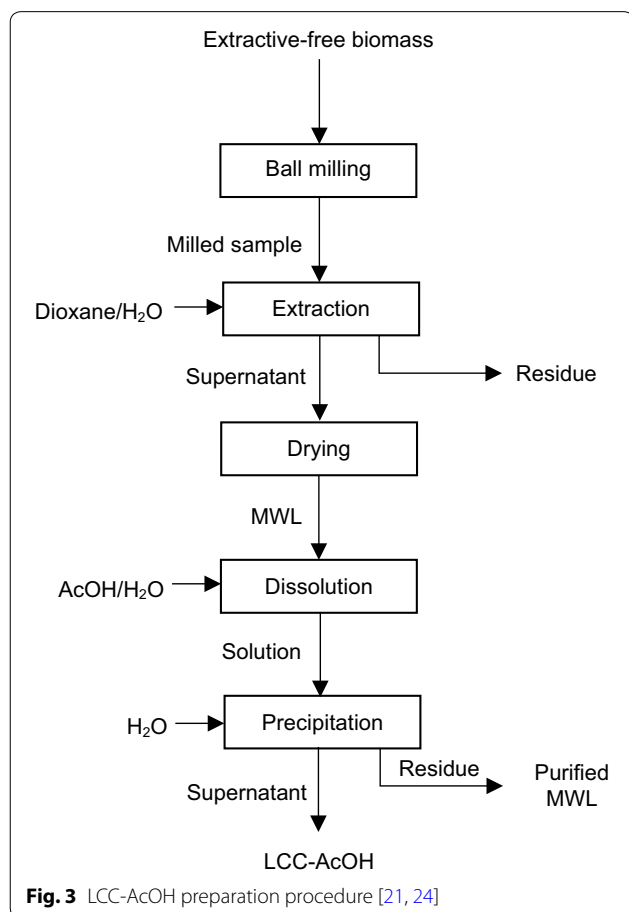 Extractive-free biomass
Ball milling
Milled sample
Dioxane/H₂O
Extraction
Supernatant
Residue
Drying
MWL
AcOH/H₂O
Dissolution
Solution
H₂O
Precipitation
Residue
Purified
MWL
Supernatant
LCC-AcOH
Fig. 3 LCC-AcOH preparation procedure [21, 24]